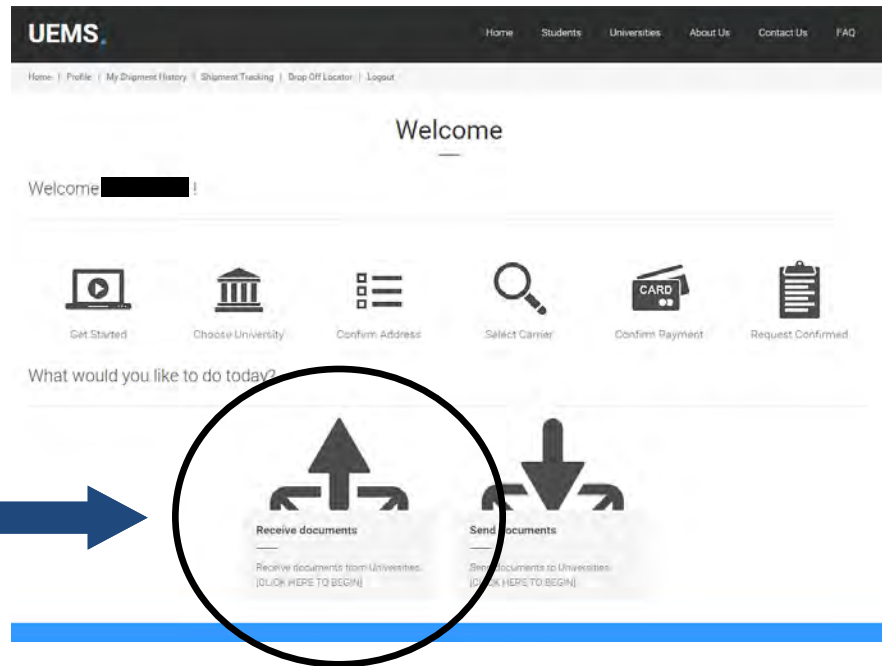 UEMS.
Home Students Universities About Us Contact Us FAQ
Home | Profile | My Shipment History | Shipment Tracking | Drop Off Locator | Logout
Welcome
Welcome !
CARD
Get Started Choose University Confirm Address Select Carrier Confirm Payment Request Confirmed
What would you like to do today?
Receive documents
Receive documents from Universities.
[CLICK HERE TO BEGIN]
Send documents
Send documents to Universities.
[CLICK HERE TO BEGIN]